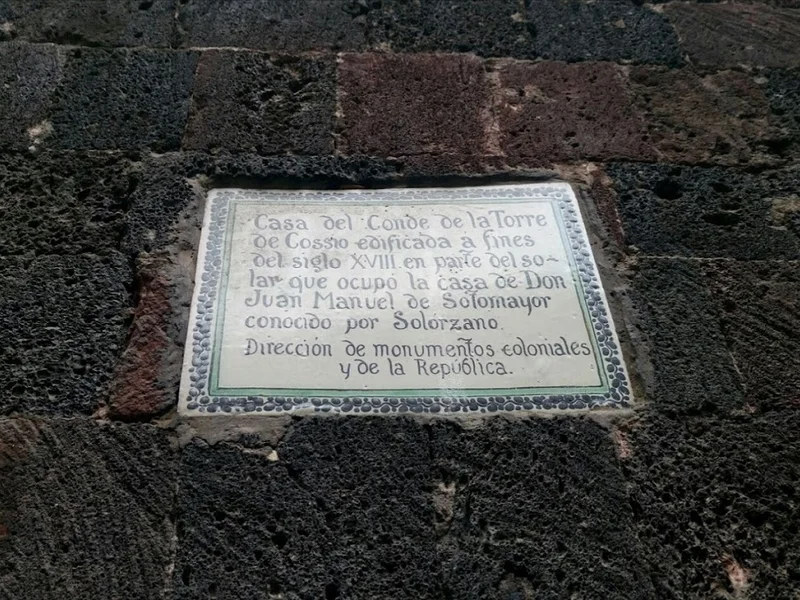 Casa del Conde de la Torre
de Cossio edificada a fines
del siglo XVIII en parte del so-
lar que ocupó la casa de Don
Juan Manuel de Sotomayor
conocido por Solorzano.
Dirección de monumentos coloniales
y de la República.